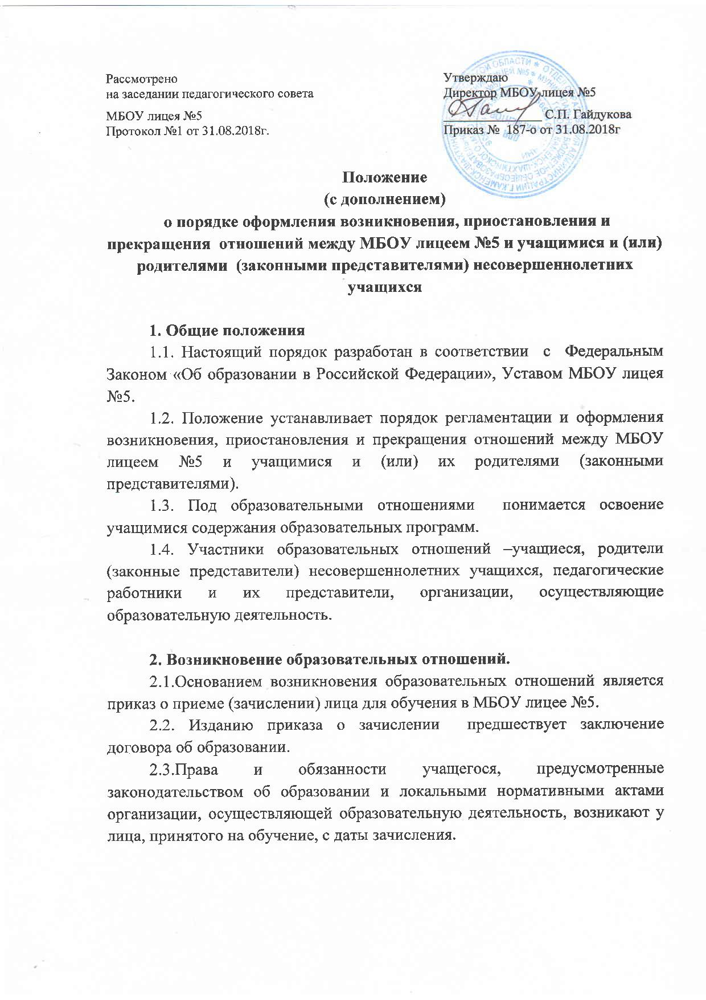 Рассмотрено
на заседании педагогического совета
МБОУ лицея №5
Протокол №1 от 31.08.2018г.
Утверждаю
Директор МБОУ лицея №5
С.П. Гайдукова
Приказ № 187-о от 31.08.2018г
Положение
(с дополнением)
о порядке оформления возникновения, приостановления и
прекращения отношений между МБОУ лицеем №5 и учащимися и (или)
родителями (законными представителями) несовершеннолетних
учащихся
1. Общие положения
1.1. Настоящий порядок разработан в соответствии с Федеральным
Законом «Об образовании в Российской Федерации», Уставом МБОУ лицея
№5.
1.2. Положение устанавливает порядок регламентации и оформления
возникновения, приостановления и прекращения отношений между МБОУ
лицеем №5 и учащимися и (или) их родителями (законными
представителями).
1.3. Под образовательными отношениями понимается освоение
учащимися содержания образовательных программ.
1.4. Участники образовательных отношений –учащиеся, родители
(законные представители) несовершеннолетних учащихся, педагогические
работники и их представители, организации, осуществляющие
образовательную деятельность.
2. Возникновение образовательных отношений.
2.1.Основанием возникновения образовательных отношений является
приказ о приеме (зачислении) лица для обучения в МБОУ лицее №5.
2.2. Изданию приказа о зачислении предшествует заключение
договора об образовании.
2.3.Права и обязанности учащегося, предусмотренные
законодательством об образовании и локальными нормативными актами
организации, осуществляющей образовательную деятельность, возникают у
лица, принятого на обучение, с даты зачисления.